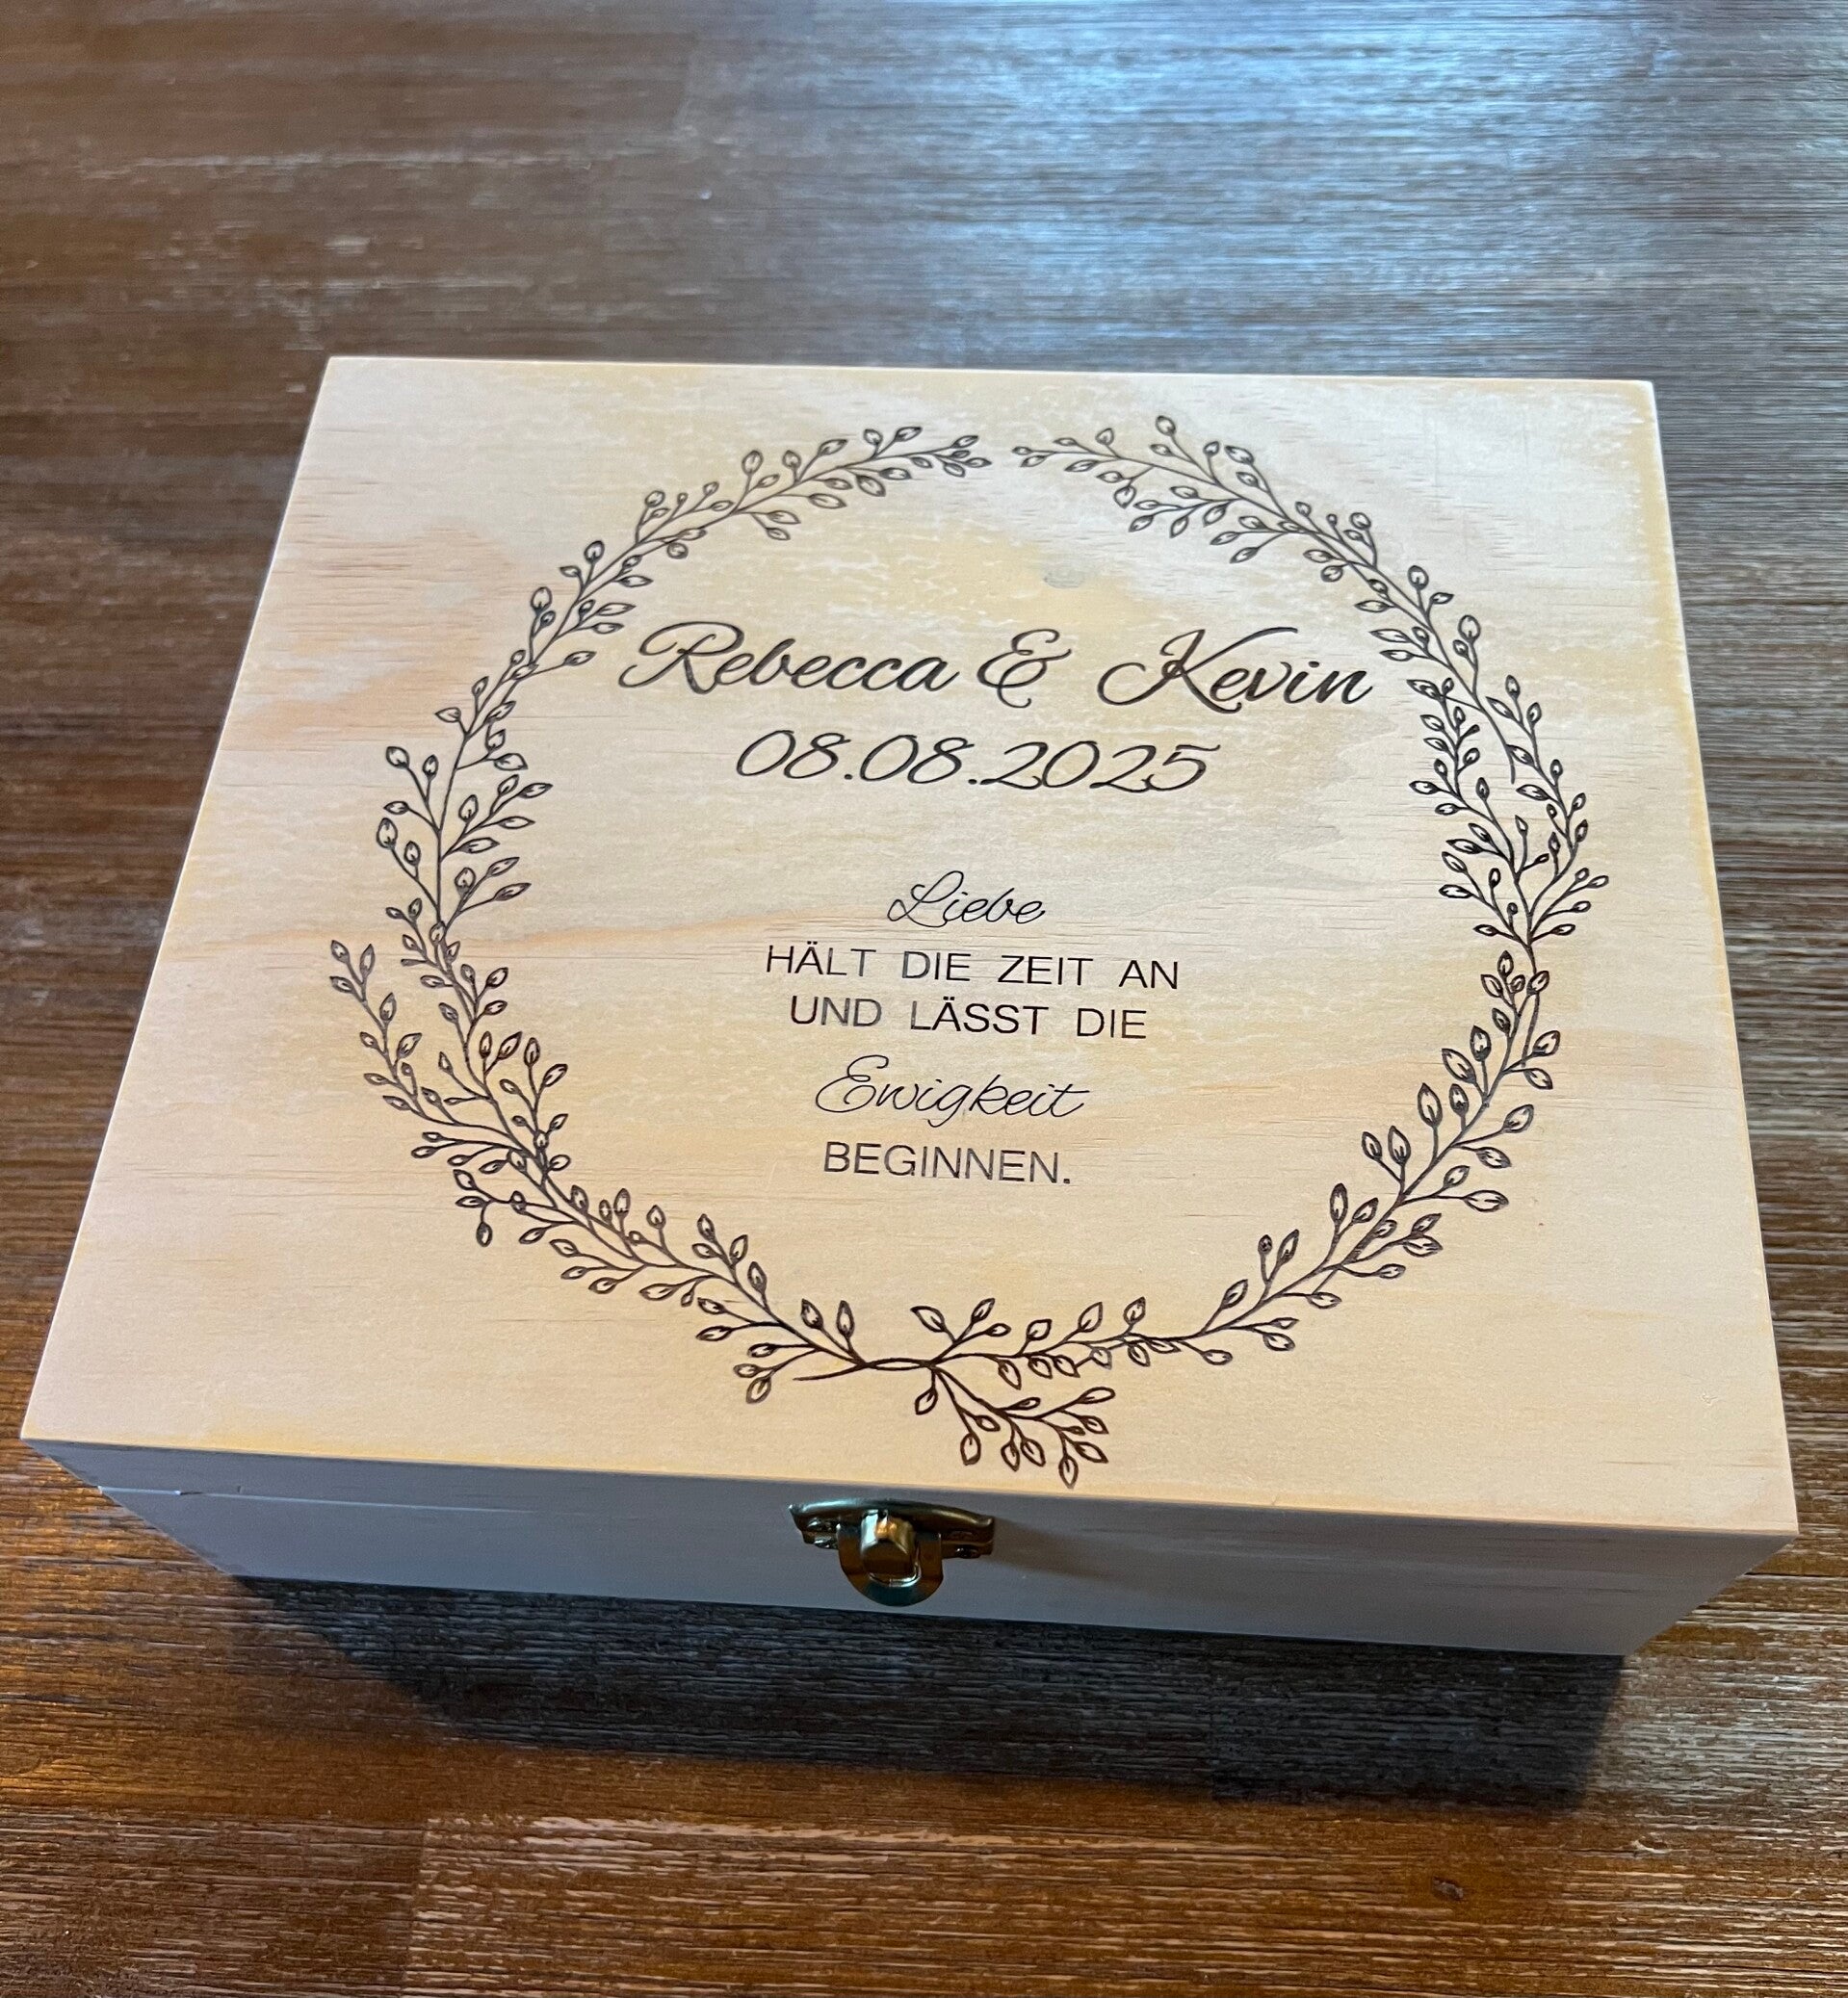 Rebecca & Kevin
08.08.2025
Liebe
HÄLT DIE ZEIT AN
UND LÄSST DIE
Ewigkeit
BEGINNEN.